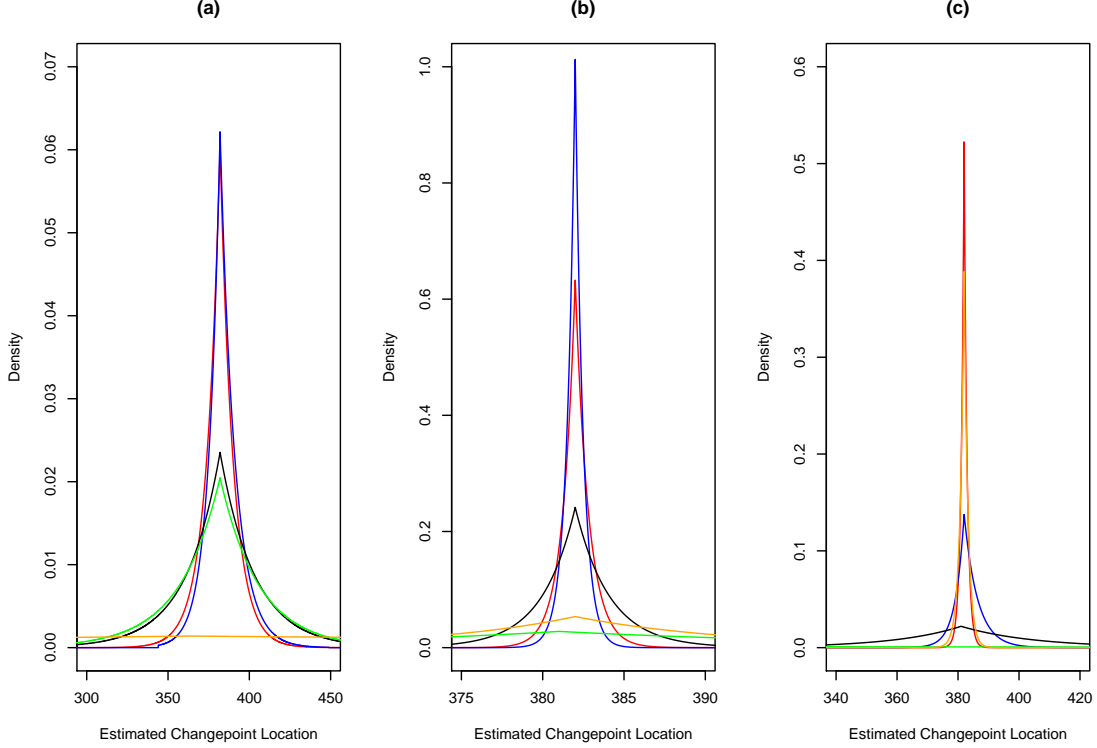 (a)
0.07
0.06
0.05
0.04
0.03
0.02
0.01
0.00
Density
300 350 400 450
Estimated Changepoint Location
(b)
1.0
0.8
0.6
0.4
0.2
0.0
Density
375 380 385 390
Estimated Changepoint Location
(c)
0.6
0.5
0.4
0.3
0.2
0.1
0.0
Density
340 360 380 400 420
Estimated Changepoint Location